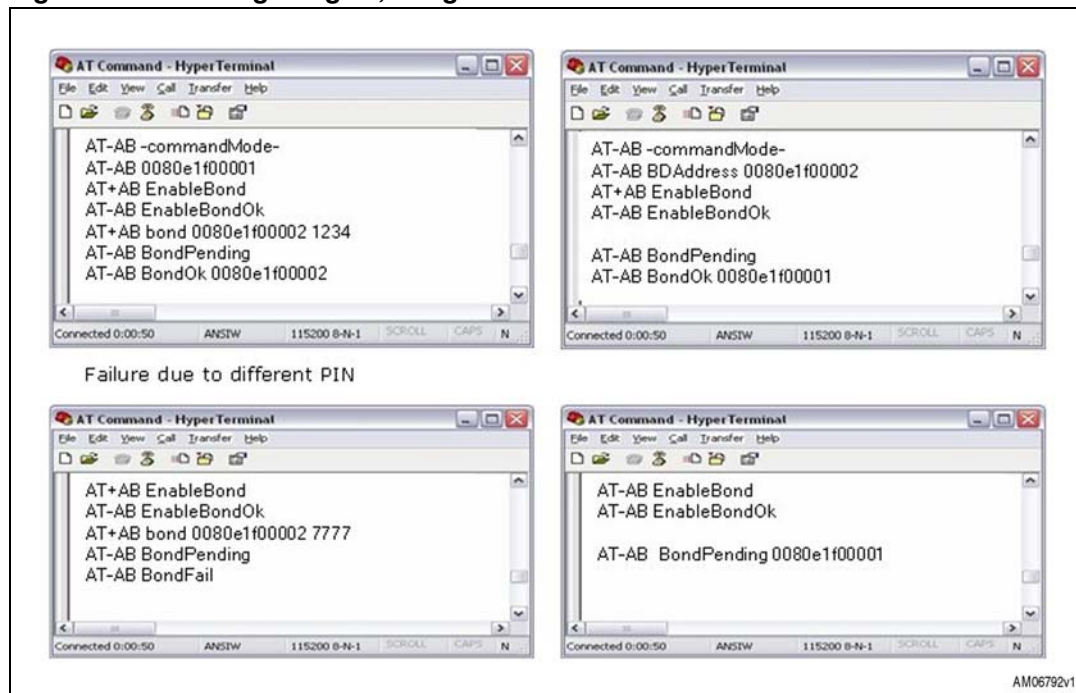 AT Command - HyperTerminal
File Edit View Call Transfer Help
AT-AB -commandMode-
AT-AB 0080e1f00001
AT+AB EnableBond
AT-AB EnableBondOk
AT+AB bond 0080e1f00002 1234
AT-AB BondPending
AT-AB BondOk 0080e1f00002
Connected 0:00:50 ANSIW 115200 8-N-1 SCROLL CAPS N
AT Command - HyperTerminal
File Edit View Call Transfer Help
AT-AB -commandMode-
AT-AB BDAddress 0080e1f00002
AT+AB EnableBond
AT-AB EnableBondOk
AT-AB BondPending
AT-AB BondOk 0080e1f00001
Connected 0:00:50 ANSIW 115200 8-N-1 SCROLL CAPS N
Failure due to different PIN
AT Command - HyperTerminal
File Edit View Call Transfer Help
AT+AB EnableBond
AT-AB EnableBondOk
AT+AB bond 0080e1f00002 7777
AT-AB BondPending
AT-AB BondFail
Connected 0:00:50 ANSIW 115200 8-N-1 SCROLL CAPS N
AT Command - HyperTerminal
File Edit View Call Transfer Help
AT-AB EnableBond
AT-AB EnableBondOk
AT-AB BondPending 0080e1f00001
Connected 0:00:50 ANSIW 115200 8-N-1 SCROLL CAPS N
AM06792v1